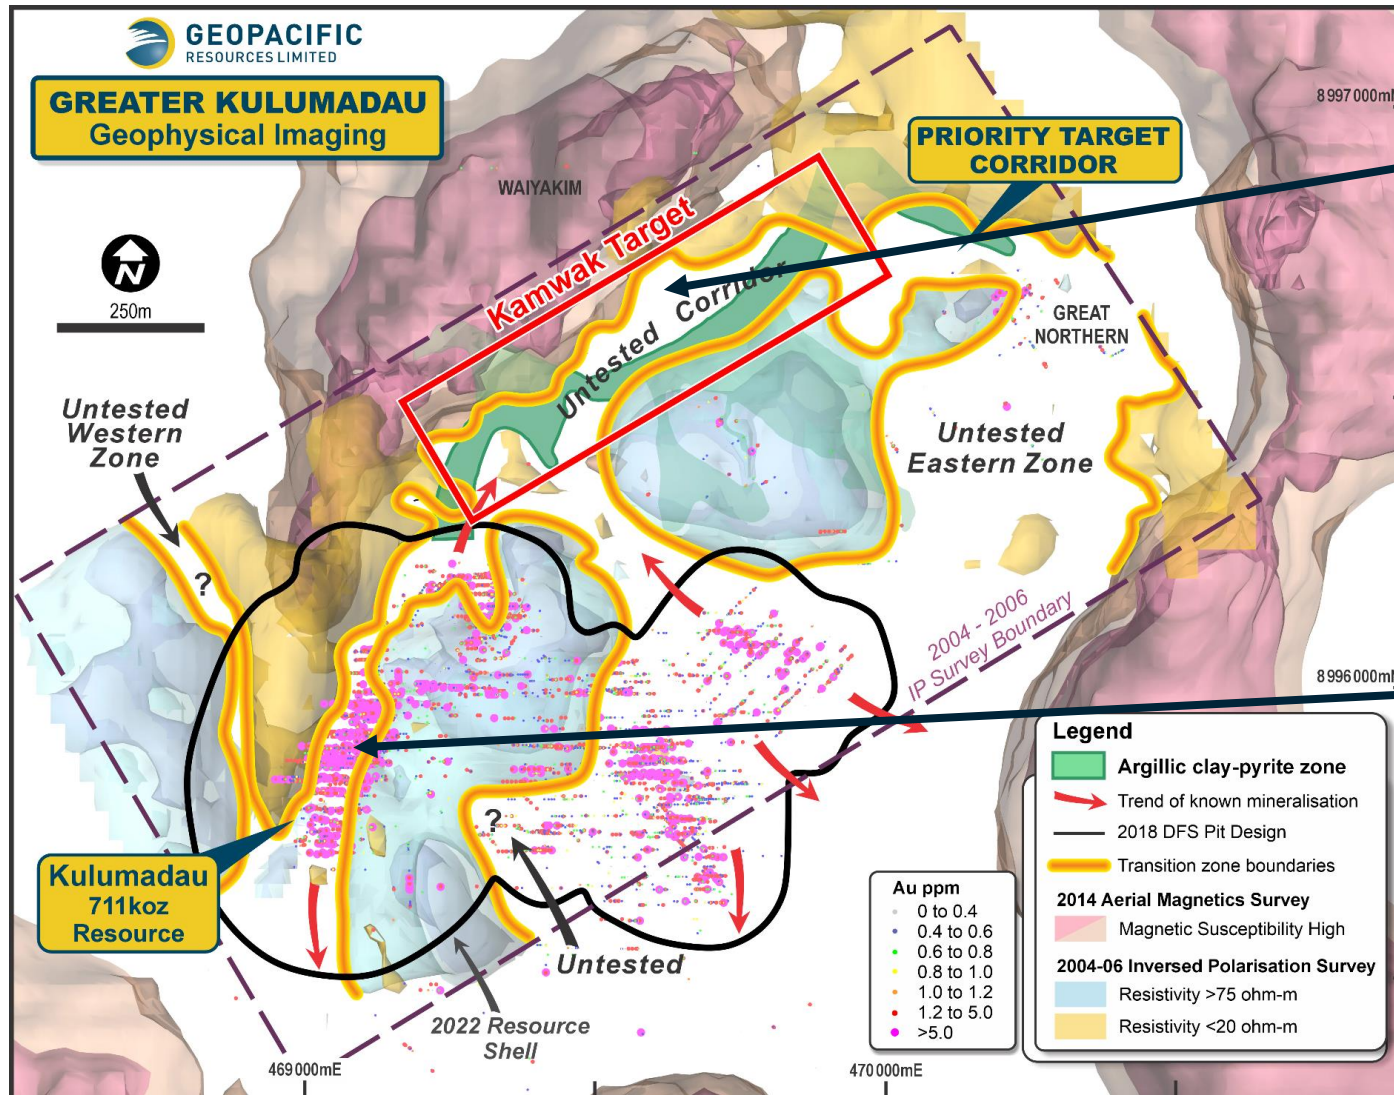 GEOPACIFIC
RESOURCES LIMITED
GREATER KULUMADAU
Geophysical Imaging
8 997 000mN
PRIORITY TARGET
CORRIDOR
WAIYAKIM
Kamwak Target
Untested Corridor
N
250m
GREAT
NORTHERN
Untested
Western
Zone
Untested
Eastern Zone
?
2004 - 2006
IP Survey Boundary
8 996 000mN
?
Kulumadau
711koz
Resource
Untested
2022 Resource
Shell
Au ppm
0 to 0.4
0.4 to 0.6
0.6 to 0.8
0.8 to 1.0
1.0 to 1.2
1.2 to 5.0
>5.0
Legend
Argillic clay-pyrite zone
Trend of known mineralisation
2018 DFS Pit Design
Transition zone boundaries
2014 Aerial Magnetics Survey
Magnetic Susceptibility High
2004-06 Inversed Polarisation Survey
Resistivity >75 ohm-m
Resistivity <20 ohm-m
469 000mE
470 000mE